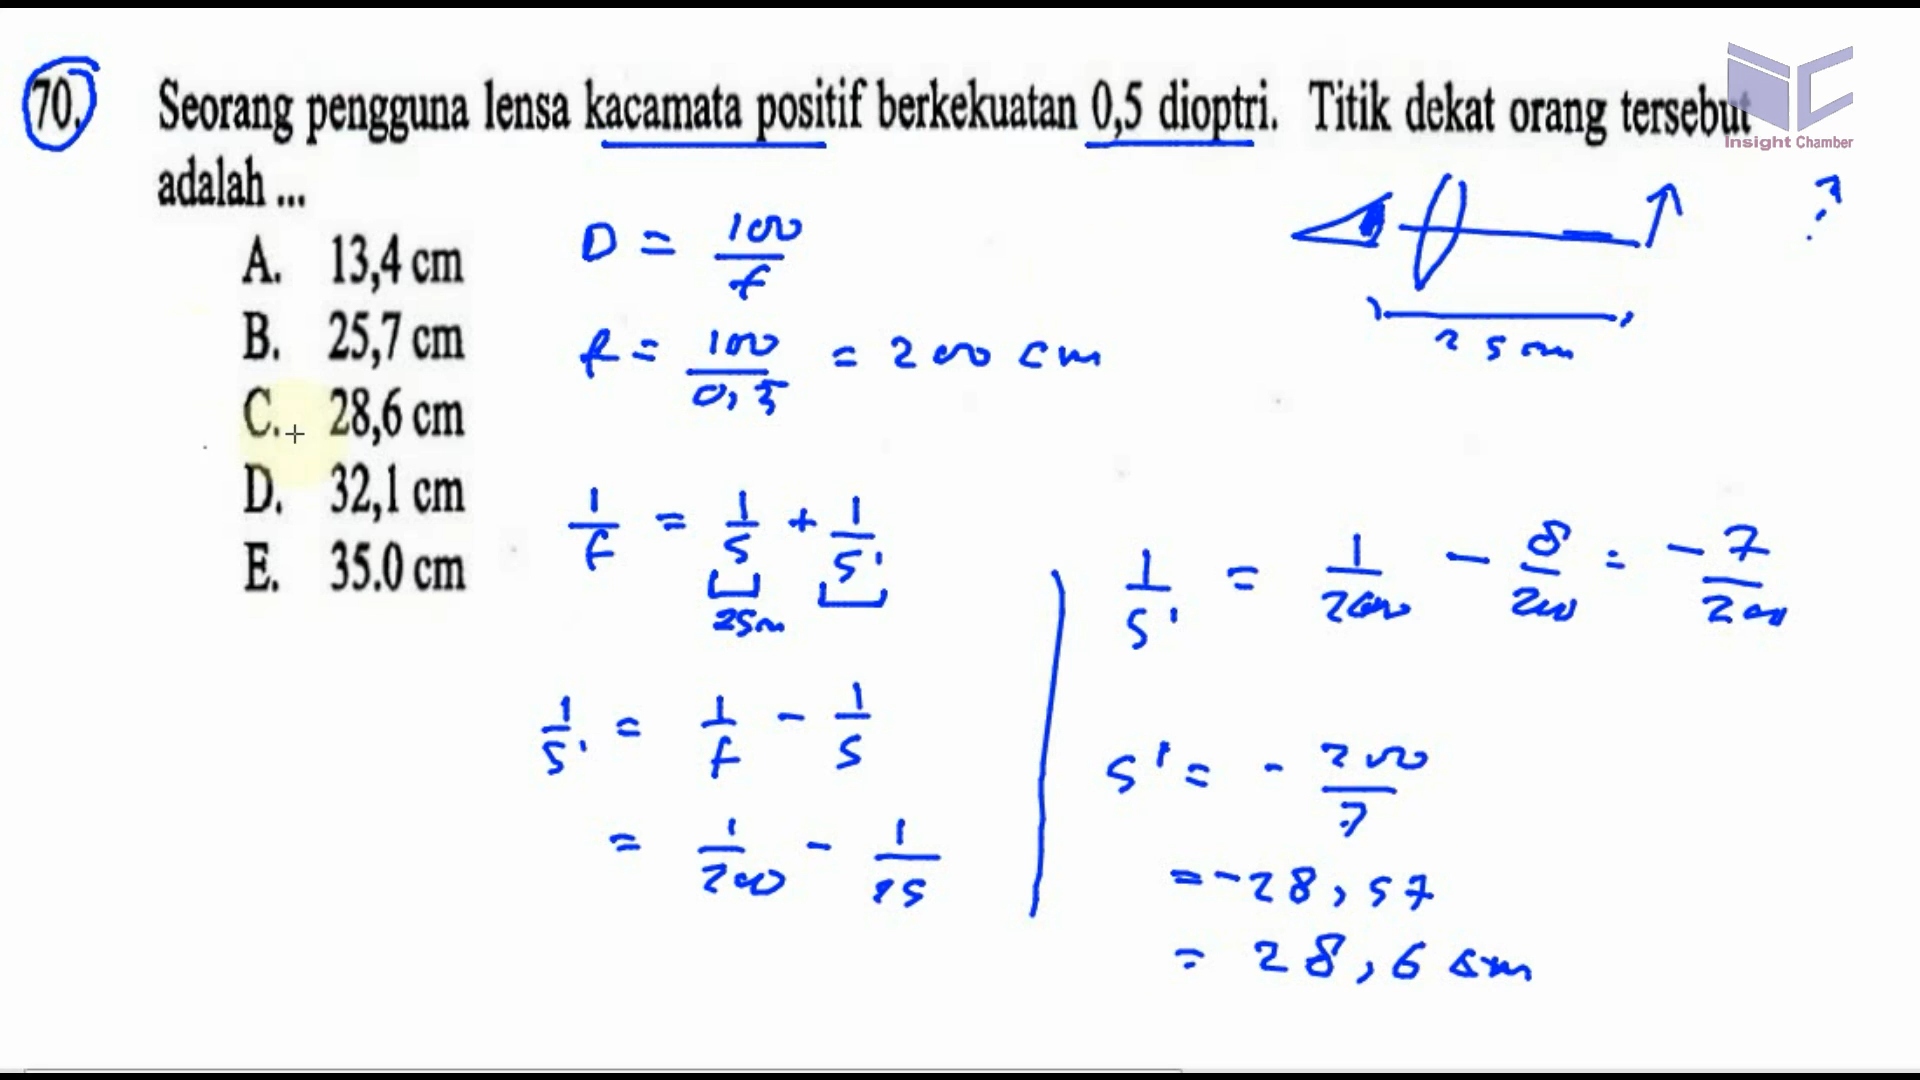 70. Seorang pengguna lensa kacamata positif berkekuatan 0,5 dioptri. Titik dekat orang tersebut
adalah ...
Insight Chamber
A. 13,4 cm
B. 25,7 cm
C. 28,6 cm
D. 32,1 cm
E. 35.0 cm
D = 100/f
f = 100/0,5 = 200 cm
?
25 cm
1/f = 1/s + 1/s'
25 cm
1/s' = 1/f - 1/s
= 1/200 - 1/25
1/s' = 1/200 - 8/200 = -7/200
s' = - 200/7
= -28,57
= 28,6 cm